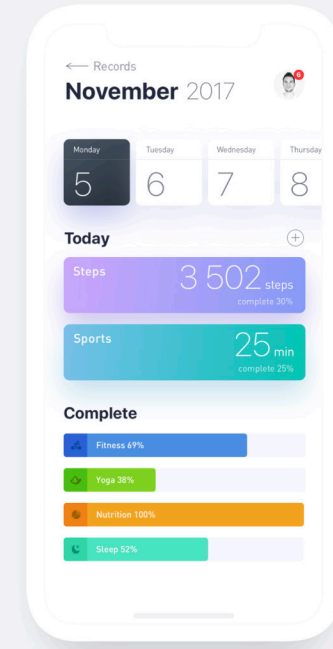 ← Records
November 2017
6
Monday Tuesday Wednesday Thursday
5 6 7 8
Today
Steps
3 502 steps
complete 30%
Sports
25 min
complete 25%
Complete
Fitness 69%
Yoga 38%
Nutrition 100%
Sleep 52%